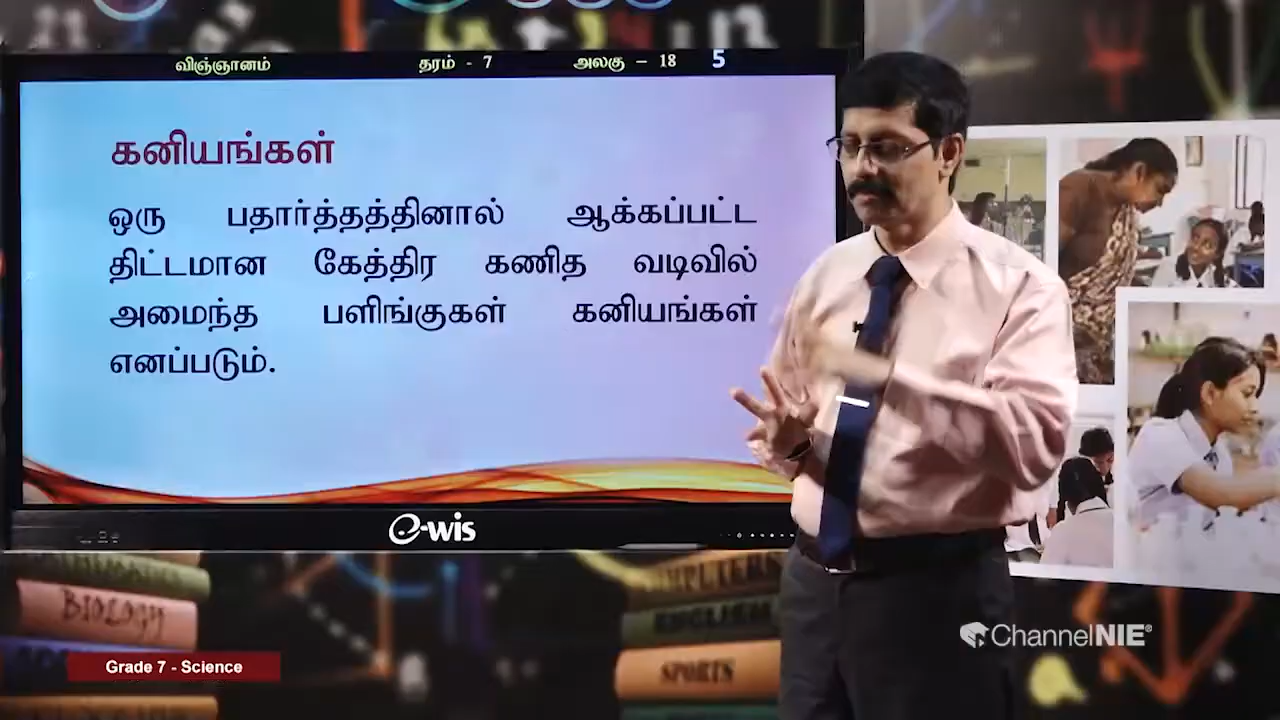 விஞ்ஞானம் தரம் - 7 அலகு – 18 5
கனியங்கள்
ஒரு பதார்த்தத்தினால் ஆக்கப்பட்ட
திட்டமான கேத்திர கணித வடிவில்
அமைந்த பளிங்குகள் கனியங்கள்
எனப்படும்.
e-wis
BIOLOGY
ENGLISH
SPORTS
Grade 7 - Science
ChannelNIE